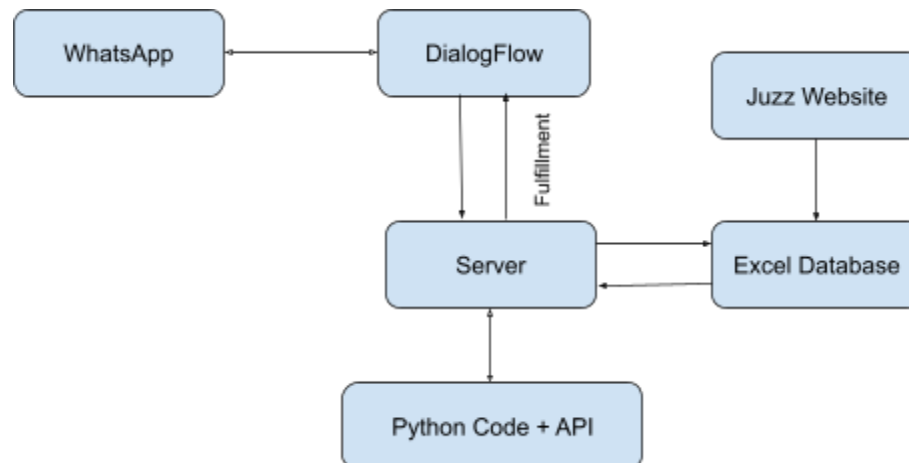 WhatsApp
DialogFlow
Juzz Website
Fulfillment
Server
Excel Database
Python Code + API